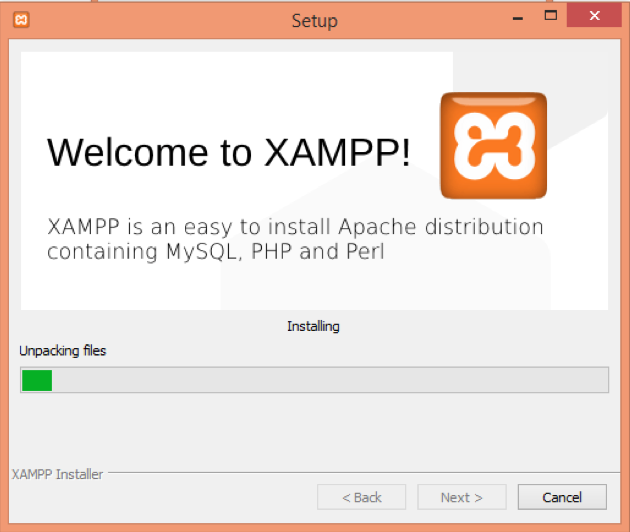 Setup
Welcome to XAMPP!
XAMPP is an easy to install Apache distribution
containing MySQL, PHP and Perl
Installing
Unpacking files
XAMPP Installer
< Back
Next >
Cancel